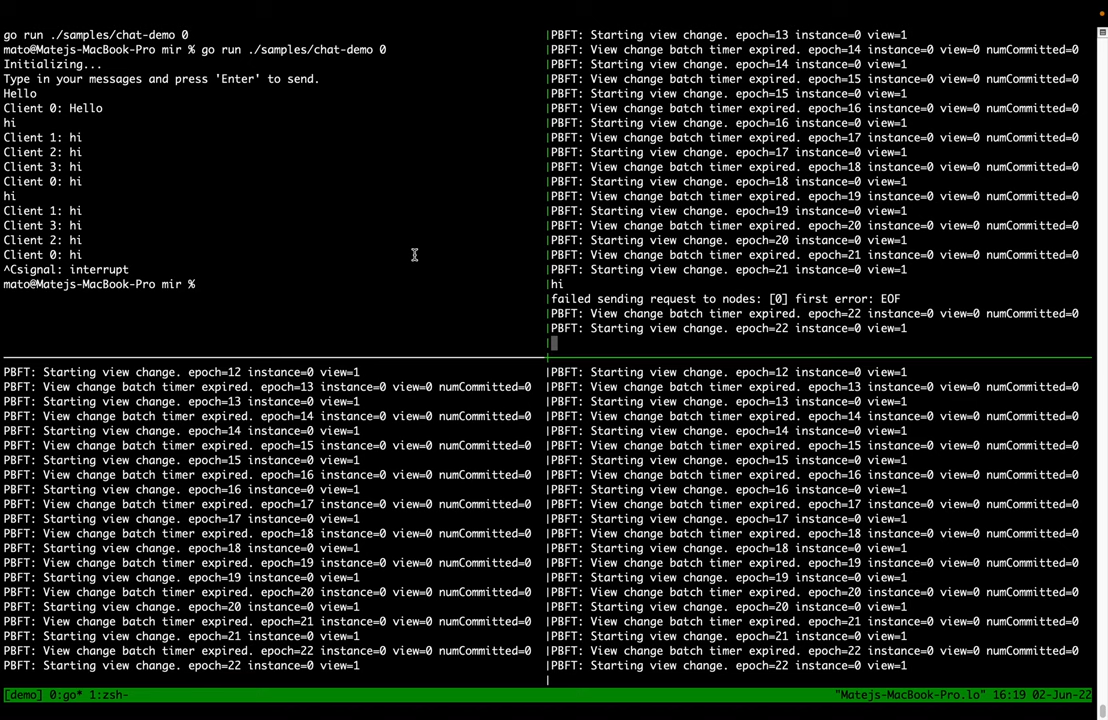 go run ./samples/chat-demo 0
mato@Matejs-MacBook-Pro mir % go run ./samples/chat-demo 0
Initializing...
Type in your messages and press 'Enter' to send.
Hello
Client 0: Hello
hi
Client 1: hi
Client 2: hi
Client 3: hi
Client 0: hi
hi
Client 1: hi
Client 3: hi
Client 2: hi
Client 0: hi
^Csignal: interrupt
mato@Matejs-MacBook-Pro mir %
PBFT: Starting view change. epoch=13 instance=0 view=1
PBFT: View change batch timer expired. epoch=14 instance=0 view=0 numCommitted=0
PBFT: Starting view change. epoch=14 instance=0 view=1
PBFT: View change batch timer expired. epoch=15 instance=0 view=0 numCommitted=0
PBFT: Starting view change. epoch=15 instance=0 view=1
PBFT: View change batch timer expired. epoch=16 instance=0 view=0 numCommitted=0
PBFT: Starting view change. epoch=16 instance=0 view=1
PBFT: View change batch timer expired. epoch=17 instance=0 view=0 numCommitted=0
PBFT: Starting view change. epoch=17 instance=0 view=1
PBFT: View change batch timer expired. epoch=18 instance=0 view=0 numCommitted=0
PBFT: Starting view change. epoch=18 instance=0 view=1
PBFT: View change batch timer expired. epoch=19 instance=0 view=0 numCommitted=0
PBFT: Starting view change. epoch=19 instance=0 view=1
PBFT: View change batch timer expired. epoch=20 instance=0 view=0 numCommitted=0
PBFT: Starting view change. epoch=20 instance=0 view=1
PBFT: View change batch timer expired. epoch=21 instance=0 view=0 numCommitted=0
PBFT: Starting view change. epoch=21 instance=0 view=1
hi
failed sending request to nodes: [0] first error: EOF
PBFT: View change batch timer expired. epoch=22 instance=0 view=0 numCommitted=0
PBFT: Starting view change. epoch=22 instance=0 view=1
PBFT: Starting view change. epoch=12 instance=0 view=1
PBFT: View change batch timer expired. epoch=13 instance=0 view=0 numCommitted=0
PBFT: Starting view change. epoch=13 instance=0 view=1
PBFT: View change batch timer expired. epoch=14 instance=0 view=0 numCommitted=0
PBFT: Starting view change. epoch=14 instance=0 view=1
PBFT: View change batch timer expired. epoch=15 instance=0 view=0 numCommitted=0
PBFT: Starting view change. epoch=15 instance=0 view=1
PBFT: View change batch timer expired. epoch=16 instance=0 view=0 numCommitted=0
PBFT: Starting view change. epoch=16 instance=0 view=1
PBFT: View change batch timer expired. epoch=17 instance=0 view=0 numCommitted=0
PBFT: Starting view change. epoch=17 instance=0 view=1
PBFT: View change batch timer expired. epoch=18 instance=0 view=0 numCommitted=0
PBFT: Starting view change. epoch=18 instance=0 view=1
PBFT: View change batch timer expired. epoch=19 instance=0 view=0 numCommitted=0
PBFT: Starting view change. epoch=19 instance=0 view=1
PBFT: View change batch timer expired. epoch=20 instance=0 view=0 numCommitted=0
PBFT: Starting view change. epoch=20 instance=0 view=1
PBFT: View change batch timer expired. epoch=21 instance=0 view=0 numCommitted=0
PBFT: Starting view change. epoch=21 instance=0 view=1
PBFT: View change batch timer expired. epoch=22 instance=0 view=0 numCommitted=0
PBFT: Starting view change. epoch=22 instance=0 view=1
PBFT: Starting view change. epoch=12 instance=0 view=1
PBFT: View change batch timer expired. epoch=13 instance=0 view=0 numCommitted=0
PBFT: Starting view change. epoch=13 instance=0 view=1
PBFT: View change batch timer expired. epoch=14 instance=0 view=0 numCommitted=0
PBFT: Starting view change. epoch=14 instance=0 view=1
PBFT: View change batch timer expired. epoch=15 instance=0 view=0 numCommitted=0
PBFT: Starting view change. epoch=15 instance=0 view=1
PBFT: View change batch timer expired. epoch=16 instance=0 view=0 numCommitted=0
PBFT: Starting view change. epoch=16 instance=0 view=1
PBFT: View change batch timer expired. epoch=17 instance=0 view=0 numCommitted=0
PBFT: Starting view change. epoch=17 instance=0 view=1
PBFT: View change batch timer expired. epoch=18 instance=0 view=0 numCommitted=0
PBFT: Starting view change. epoch=18 instance=0 view=1
PBFT: View change batch timer expired. epoch=19 instance=0 view=0 numCommitted=0
PBFT: Starting view change. epoch=19 instance=0 view=1
PBFT: View change batch timer expired. epoch=20 instance=0 view=0 numCommitted=0
PBFT: Starting view change. epoch=20 instance=0 view=1
PBFT: View change batch timer expired. epoch=21 instance=0 view=0 numCommitted=0
PBFT: Starting view change. epoch=21 instance=0 view=1
PBFT: View change batch timer expired. epoch=22 instance=0 view=0 numCommitted=0
PBFT: Starting view change. epoch=22 instance=0 view=1
[demo] 0:go* 1:zsh- "Matejs-MacBook-Pro.lo" 16:19 02-Jun-22